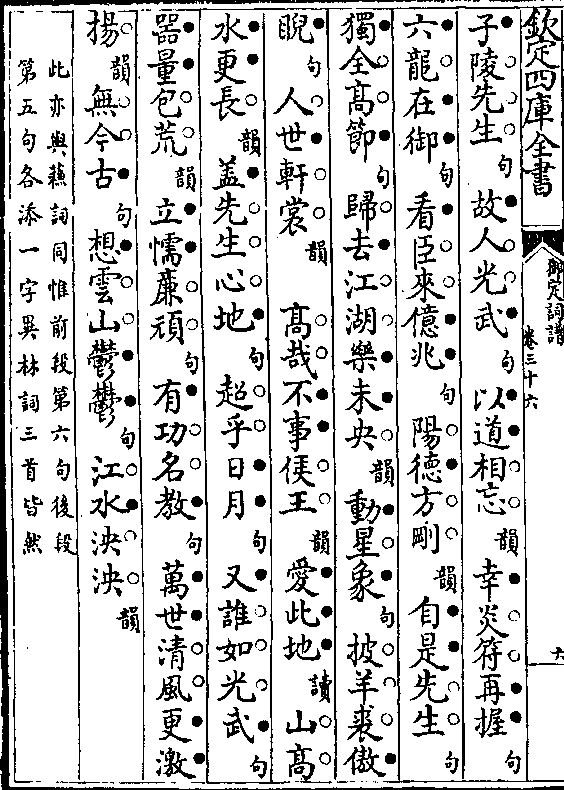 欽定四庫全書
御定詞譜
卷三十六
六
子陵先生句故人光武句以道相忘韻幸炎符再握句
六龍在御句看臣來億兆句陽德方剛韻自是先生句
獨全高節句歸去江湖樂未央韻動星象句披羊裘傲
睨句人世軒裳韻　高哉不事侯王韻愛此地讀山高
水更長韻蓋先生心地句超乎日月句又誰如光武句
器量包荒韻立懦廉頑句有功名教句萬世清風更激
揚韻無今古句想雲山鬱鬱句江水泱泱韻
此亦與蘓詞同惟前段第六句後段
第五句各添一字異林詞三首皆然